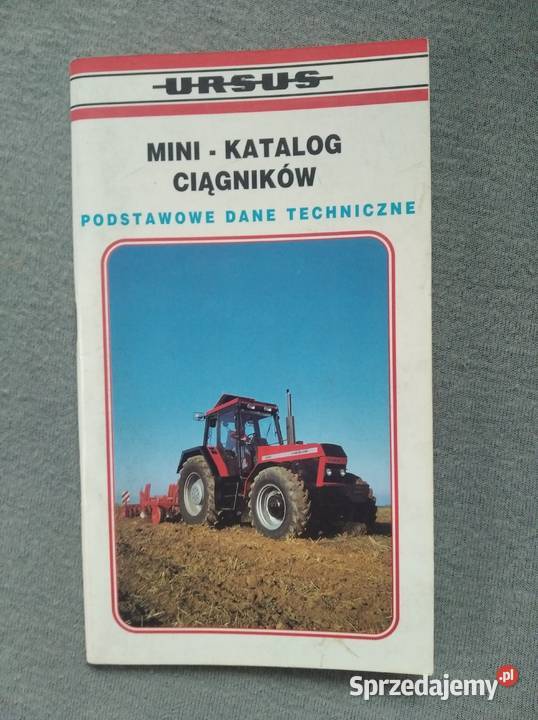 URSUS
MINI - KATALOG
CIĄGNIKÓW
PODSTAWOWE DANE TECHNICZNE
Sprzedajemy.pl